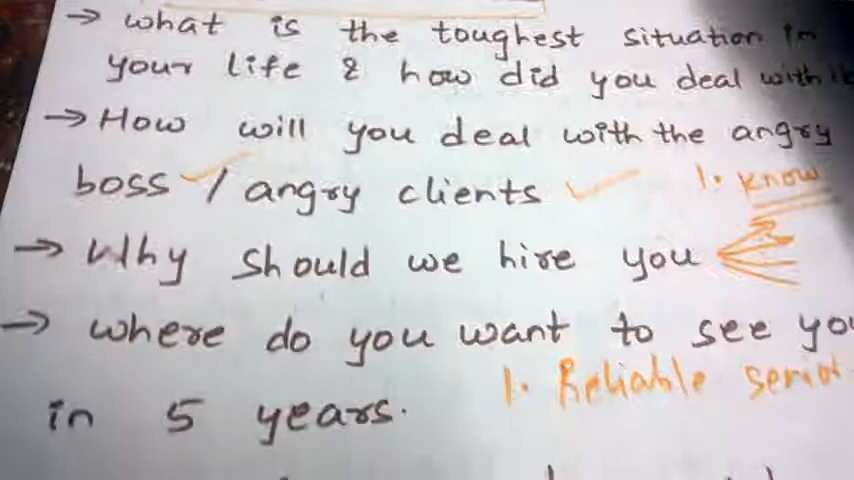 → what is the toughest situation in
your life & how did you deal with
→ How will you deal with the angry
boss / angry clients
1. know
→ Why should we hire you
→ where do you want to see
1. Reliable
in 5 years.